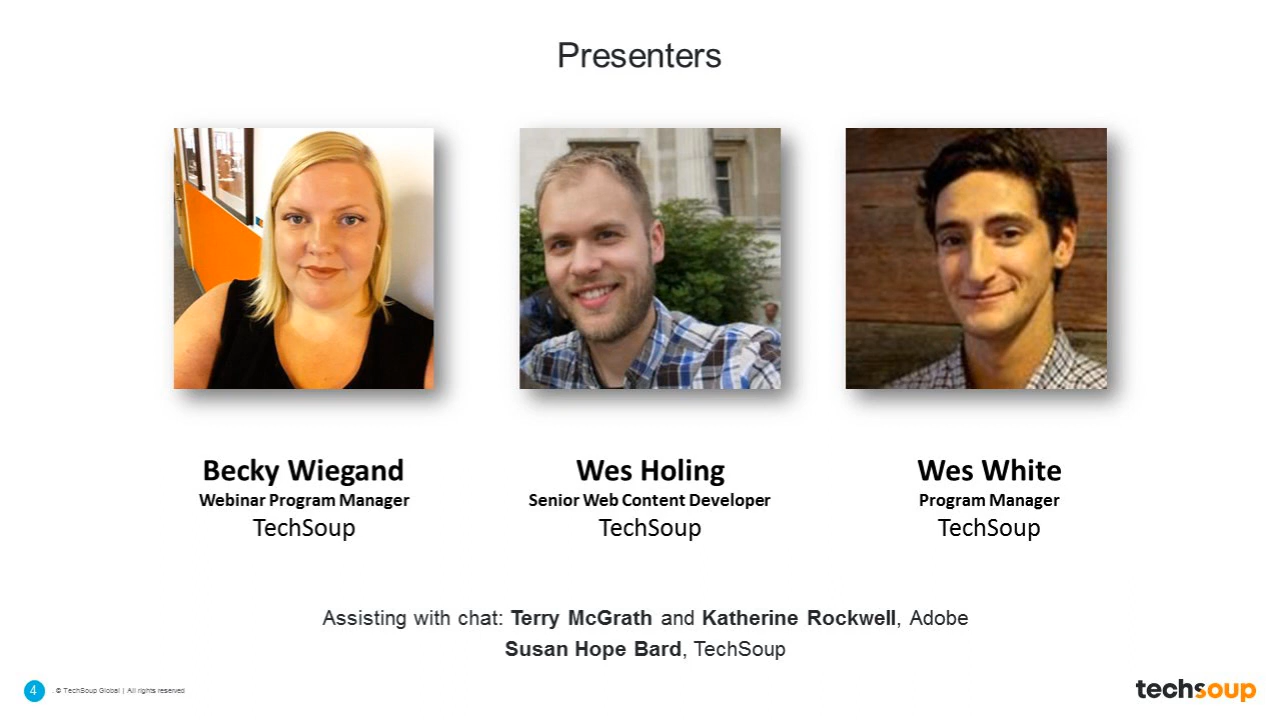 Presenters
Becky Wiegand
Webinar Program Manager
TechSoup
Wes Holing
Senior Web Content Developer
TechSoup
Wes White
Program Manager
TechSoup
Assisting with chat: Terry McGrath and Katherine Rockwell, Adobe
Susan Hope Bard, TechSoup
4
© TechSoup Global | All rights reserved
techsoup